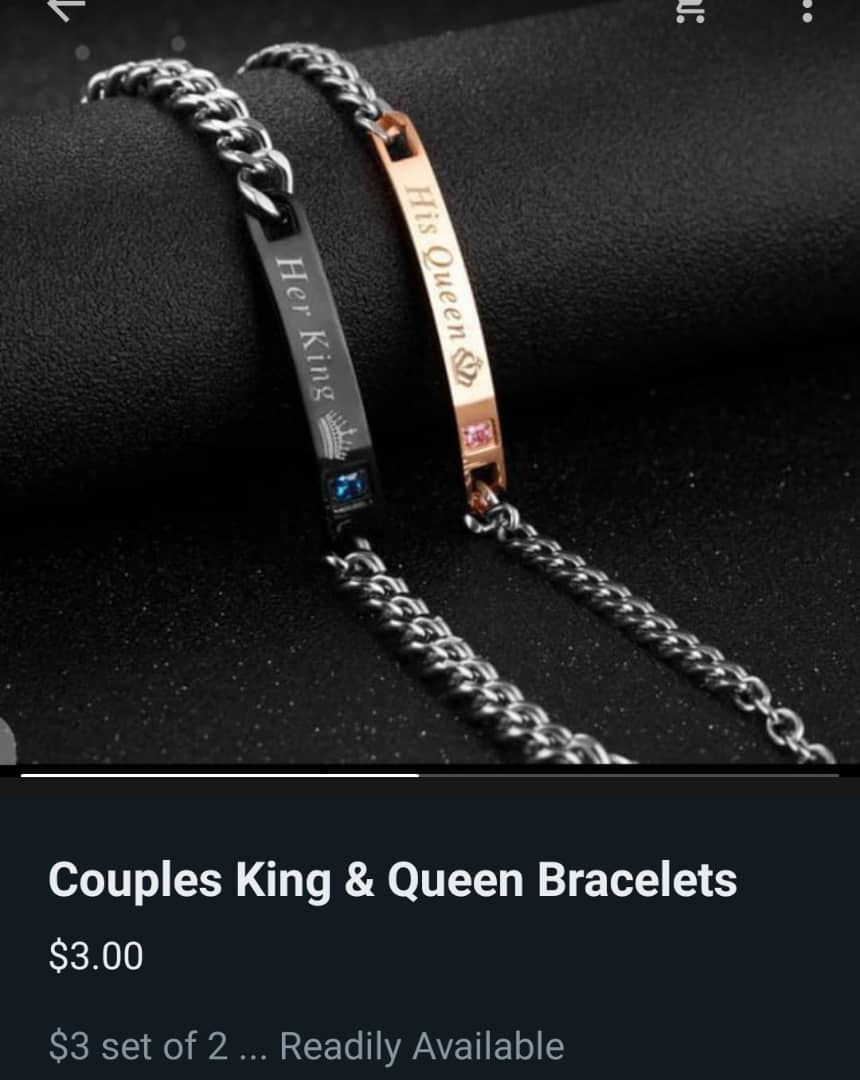 Her King
His Queen
Couples King & Queen Bracelets
$3.00
$3 set of 2 ... Readily Available